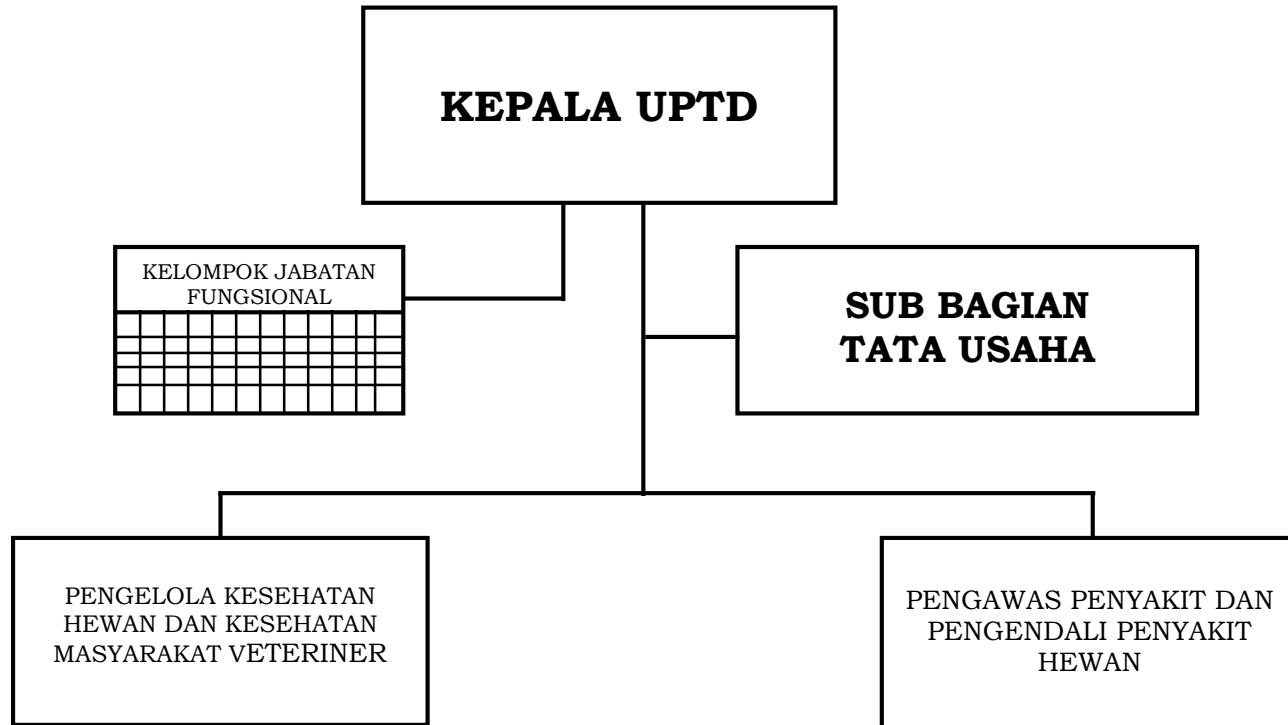 KEPALA UPTD
KELOMPOK JABATAN
FUNGSIONAL
SUB BAGIAN
TATA USAHA
PENGELOLA KESEHATAN
HEWAN DAN KESEHATAN
MASYARAKAT VETERINER
PENGAWAS PENYAKIT DAN
PENGENDALI PENYAKIT
HEWAN